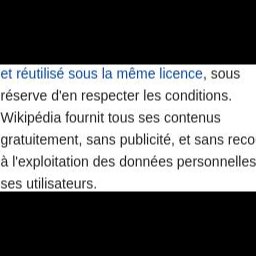 et réutilisé sous la même licence, sous
réserve d'en respecter les conditions.
Wikipédia fournit tous ses contenus
gratuitement, sans publicité, et sans reco
à l'exploitation des données personnelles
ses utilisateurs.